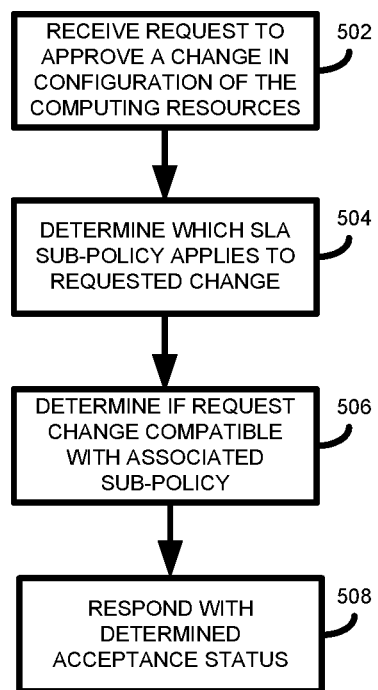 RECEIVE REQUEST TO
APPROVE A CHANGE IN
CONFIGURATION OF THE
COMPUTING RESOURCES
502
DETERMINE WHICH SLA
SUB-POLICY APPLIES TO
REQUESTED CHANGE
504
DETERMINE IF REQUEST
CHANGE COMPATIBLE
WITH ASSOCIATED
SUB-POLICY
506
RESPOND WITH
DETERMINED
ACCEPTANCE STATUS
508